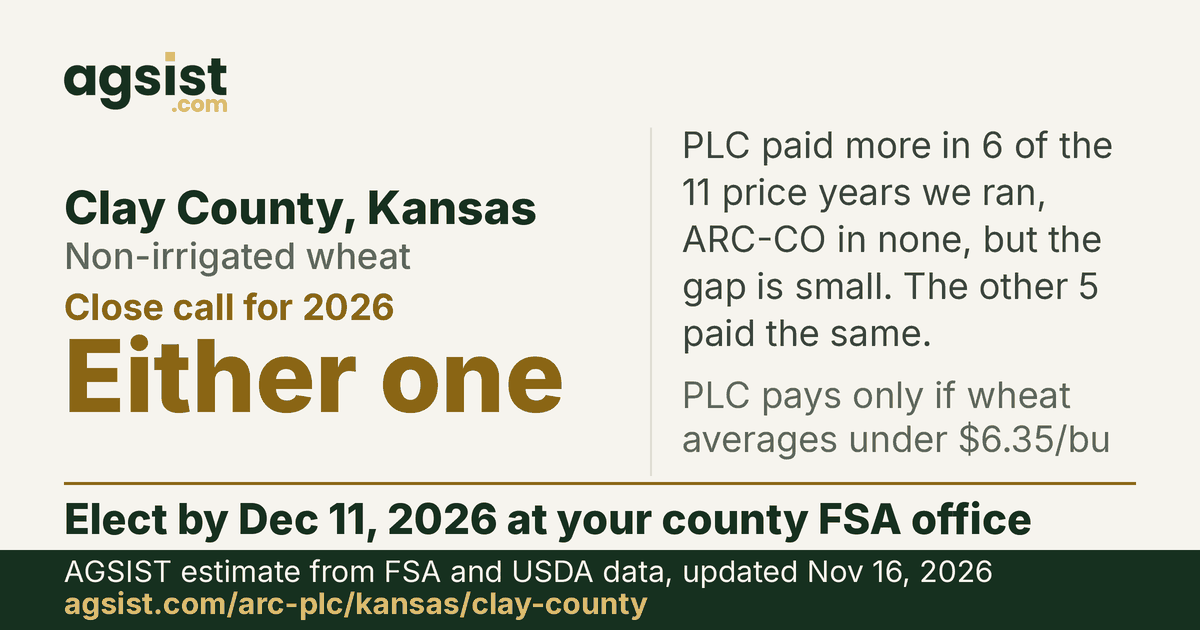 agsist
.com
Clay County, Kansas
Non-irrigated wheat
Close call for 2026
Either one
PLC paid more in 6 of the
11 price years we ran,
ARC-CO in none, but the
gap is small. The other 5
paid the same.
PLC pays only if wheat
averages under $6.35/bu
Elect by Dec 11, 2026 at your county FSA office
AGSIST estimate from FSA and USDA data, updated Nov 16, 2026
agsist.com/arc-plc/kansas/clay-county